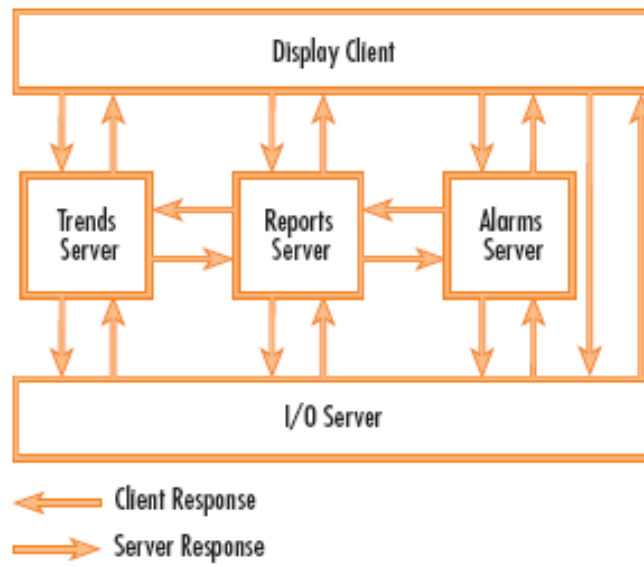 Display Client
Trends
Server
Reports
Server
Alarms
Server
I/O Server
Client Response
Server Response